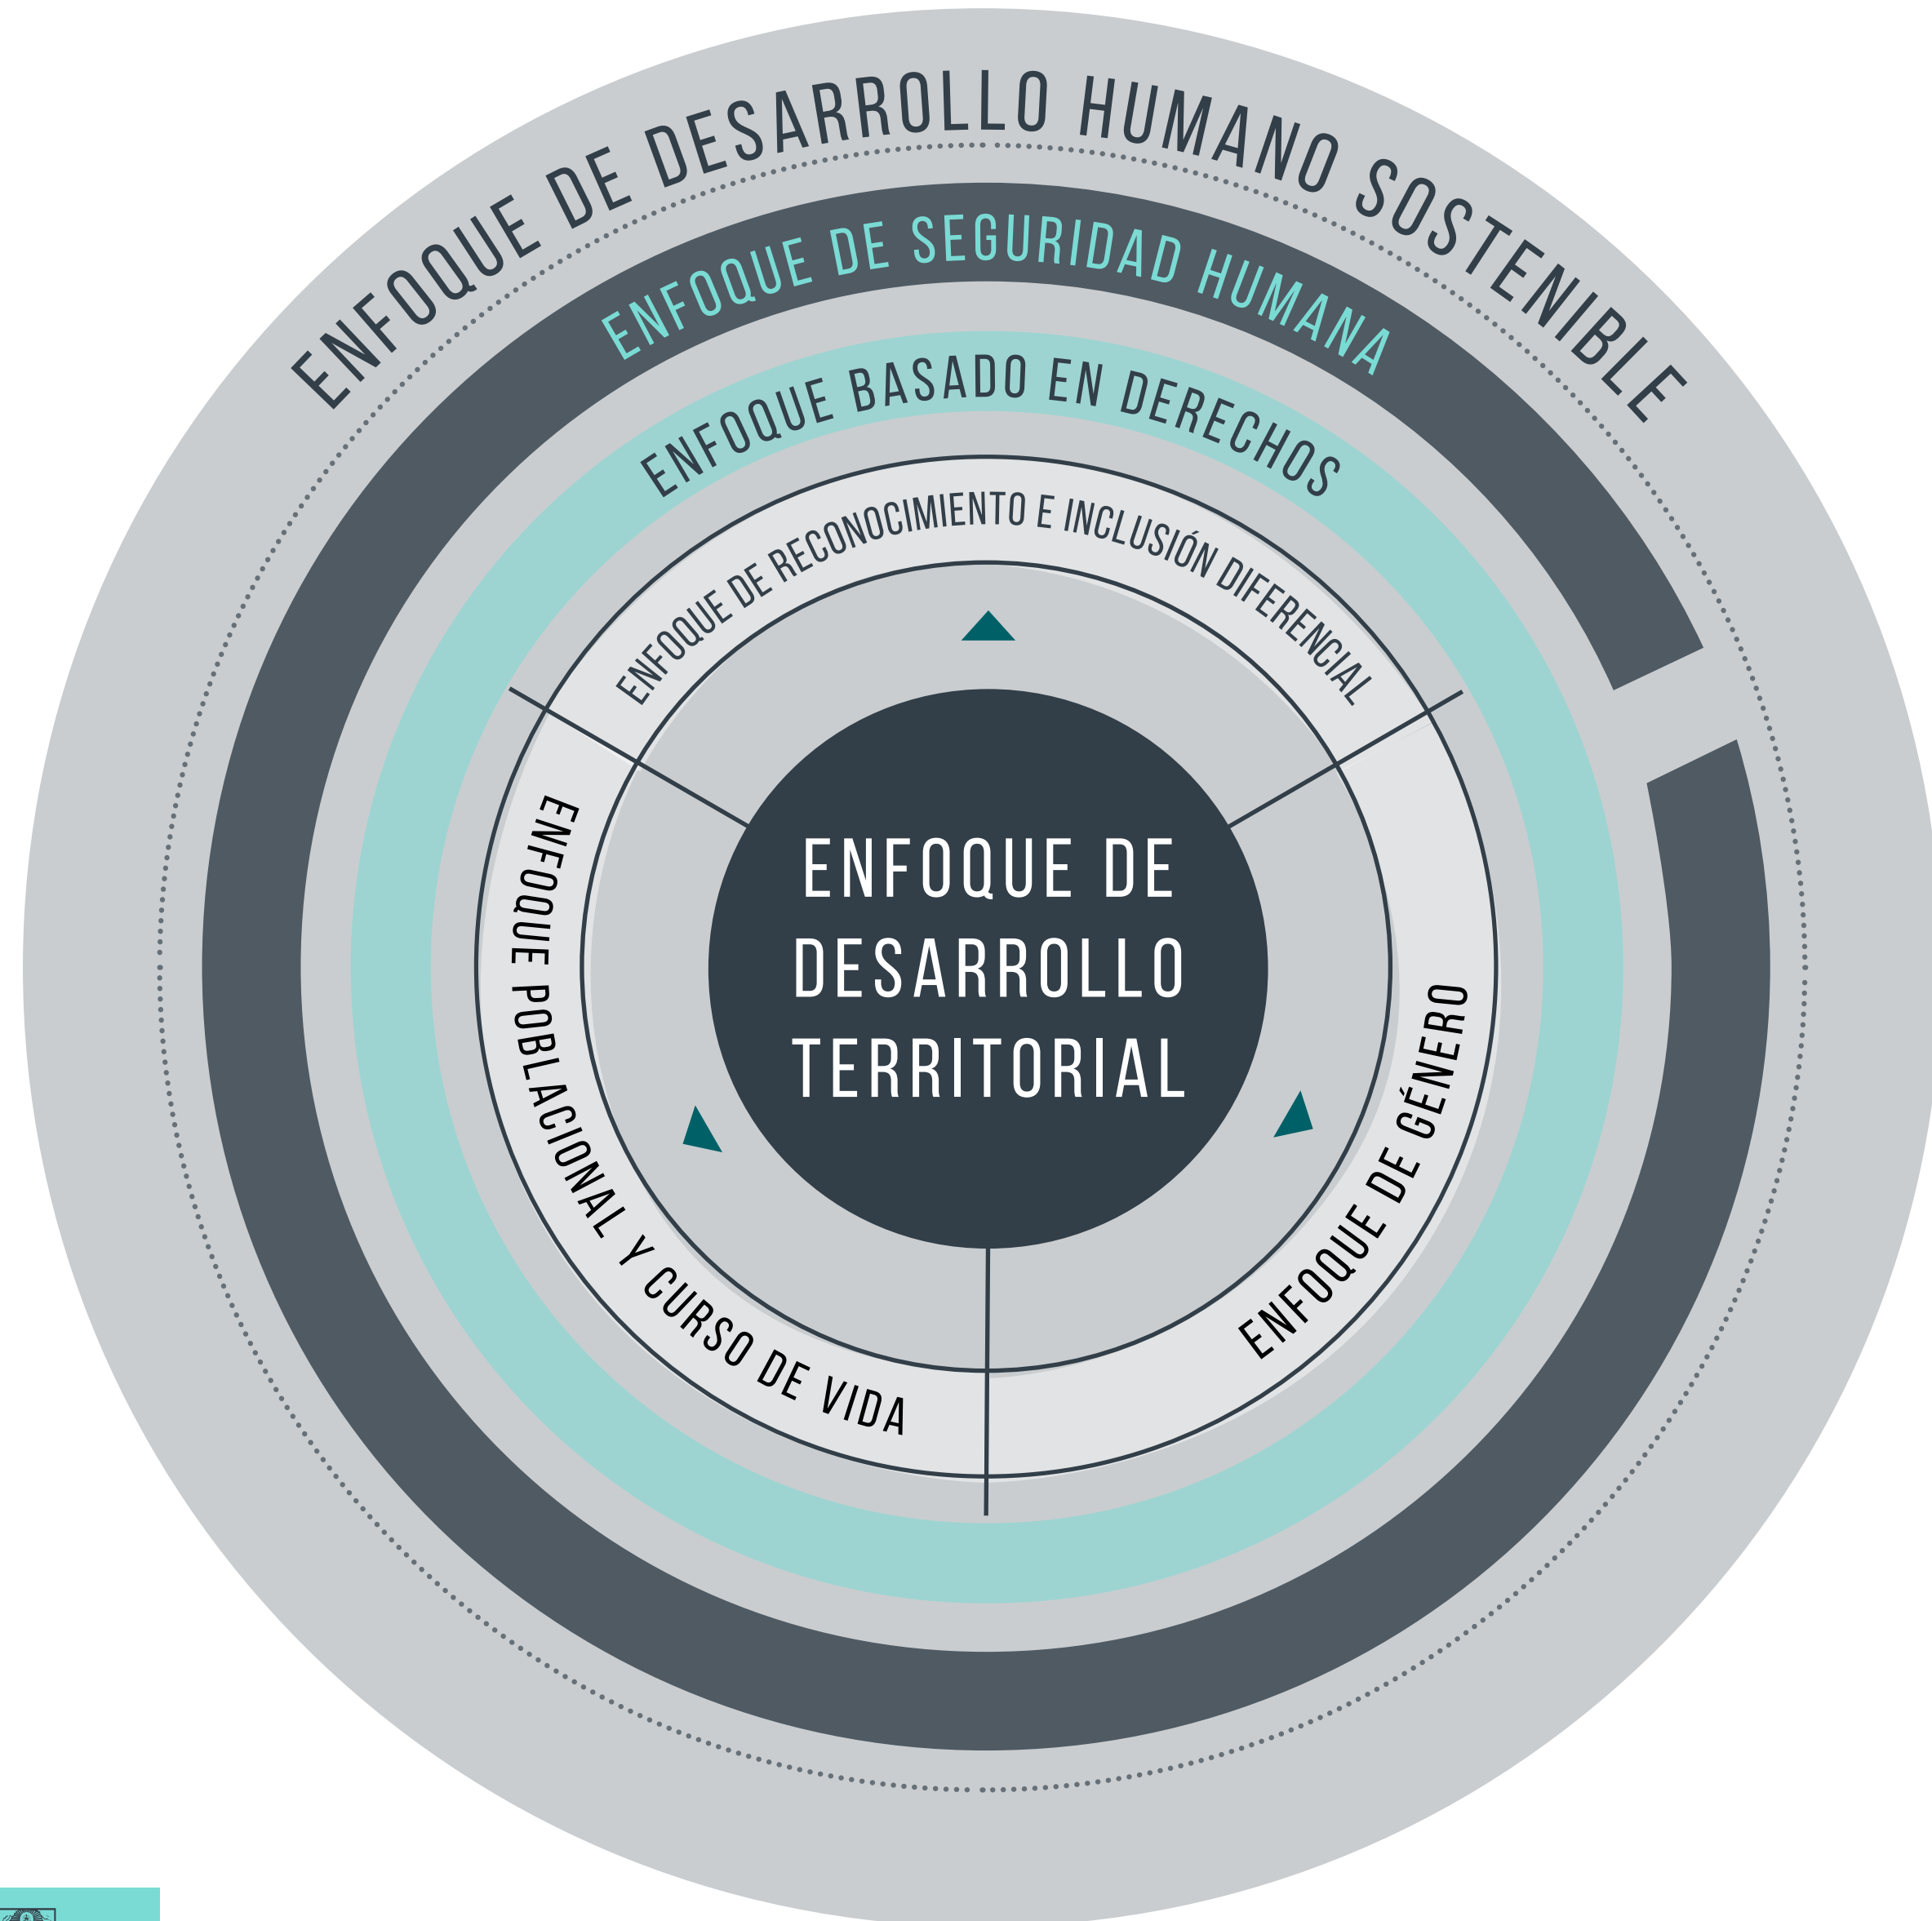 ENFOQUE DE DESARROLLO HUMANO SOSTENIBLE
ENFOQUE DE SEGURIDAD HUMANA
ENFOQUE BASADO EN DERECHOS
ENFOQUE DE RECONOCIMIENTO E INCLUSIÓN DIFERENCIAL
ENFOQUE POBLACIONAL Y CURSO DE VIDA
ENFOQUE DE GÉNERO
ENFOQUE DE
DESARROLLO
TERRITORIAL